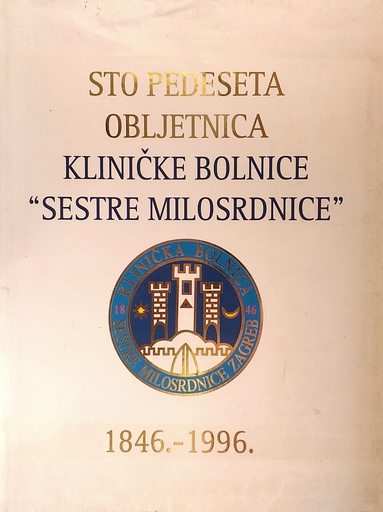 STO PEDESETA
OBLJETNICA
KLINIČKE BOLNICE
“SESTRE MILOSRDNICE”
KLINIČKA BOLNICA
18 46
SESTRE MILOSRDNICE ZAGREB
1846.-1996.